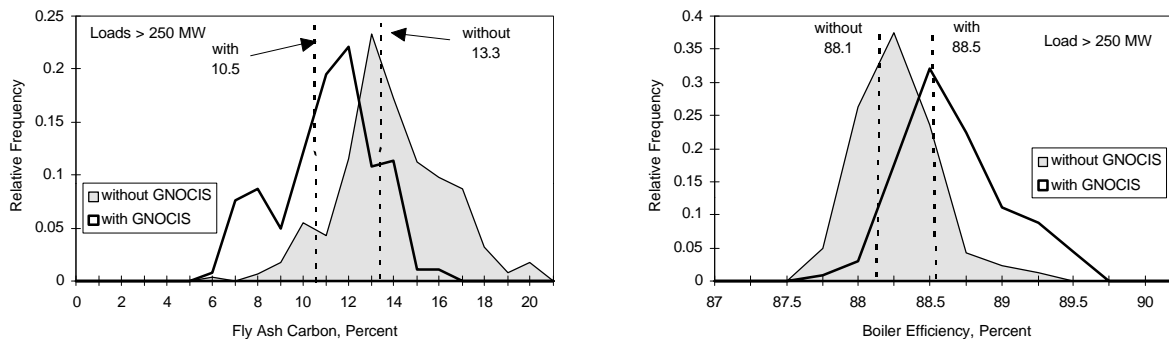 Loads > 250 MW
with
10.5
without
13.3
0.25
0.2
0.15
0.1
0.05
0
Relative Frequency
without GNOCIS
with GNOCIS
0 2 4 6 8 10 12 14 16 18 20
Fly Ash Carbon, Percent
without
88.1
with
88.5
Load > 250 MW
0.4
0.35
0.3
0.25
0.2
0.15
0.1
0.05
0
Relative Frequency
without GNOCIS
with GNOCIS
87 87.5 88 88.5 89 89.5 90
Boiler Efficiency, Percent